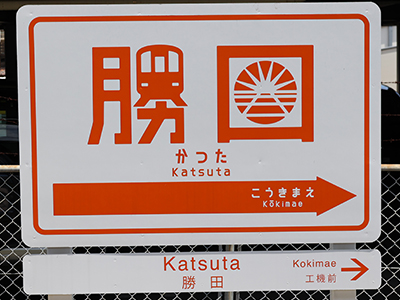 勝田
かつた
Katsuta
こうきまえ
Kōkimae
Katsuta
勝田
Kokimae
工機前